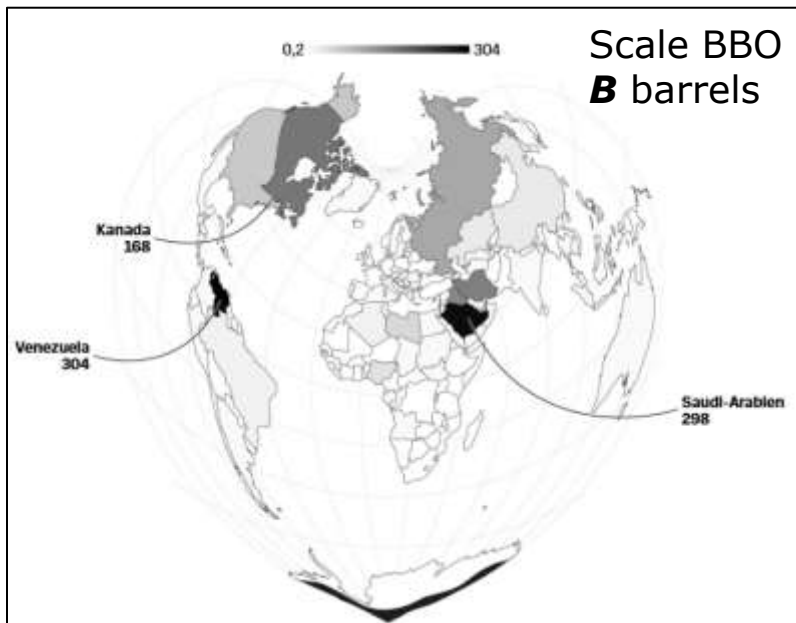 0,2 304
Scale BBO
B barrels
Kanada
168
Venezuela
304
Saudi-Arabien
298